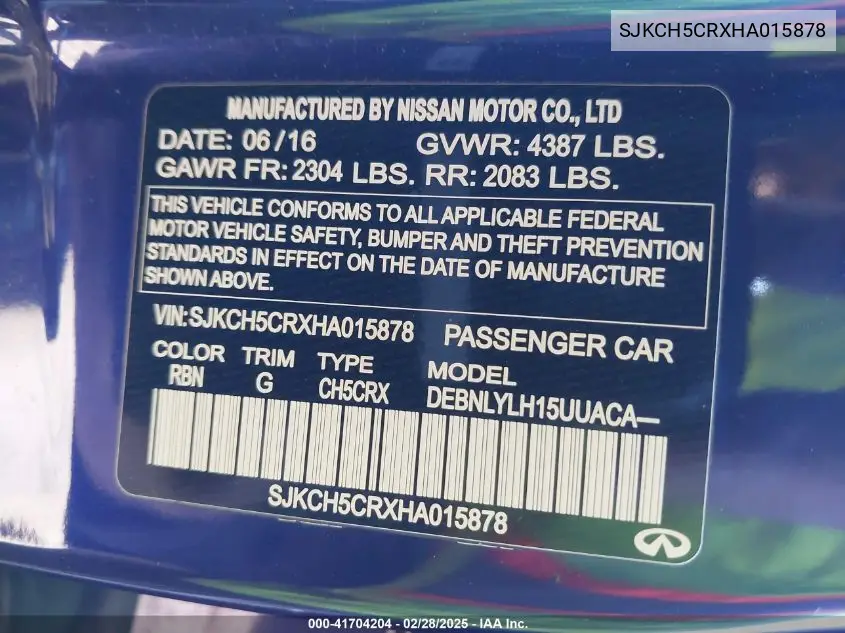 SJKCH5CRXHA015878
MANUFACTURED BY NISSAN MOTOR CO., LTD
DATE: 06/16 GVWR: 4387 LBS.
GAWR FR: 2304 LBS. RR: 2083 LBS.
THIS VEHICLE CONFORMS TO ALL APPLICABLE FEDERAL
MOTOR VEHICLE SAFETY, BUMPER AND THEFT PREVENTION
STANDARDS IN EFFECT ON THE DATE OF MANUFACTURE
SHOWN ABOVE.
VIN: SJKCH5CRXHA015878 PASSENGER CAR
COLOR TRIM TYPE MODEL
RBN G CH5CRX DEBNLYLH15UUACA—
SJKCH5CRXHA015878
000-41704204 / 02/28/2025 - IAA Inc.